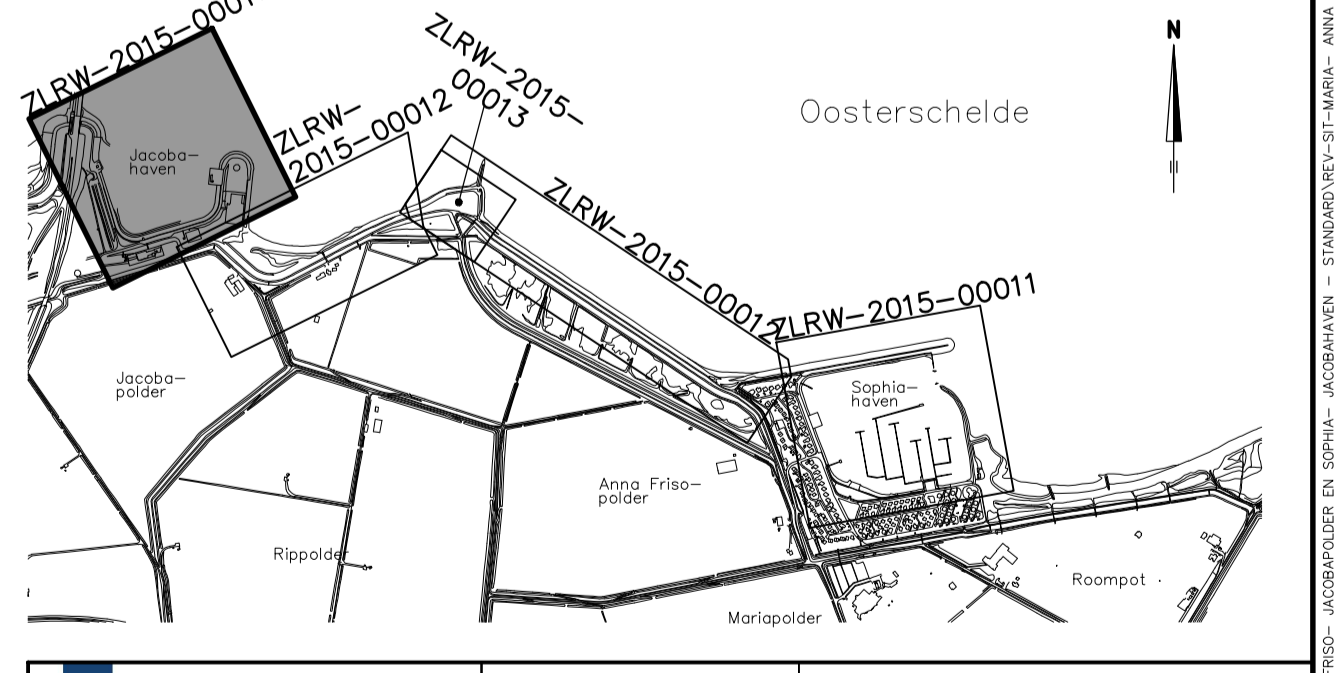 ZLRW-2015-0001
ZLRW-2015-
00013
N
Oosterschelde
ZLRW-
2015-00012
Jacoba-
haven
ZLRW-2015-00012
ZLRW-2015-00011
Jacoba-
polder
Sophia-
haven
Anna Friso-
polder
Rippolder
Roompot
Mariapolder
FRISO- JACOBAPOLDER EN SOPHIA- JACOBAHAVEN - STANDARD\REV-SIT-MARIA- ANNA